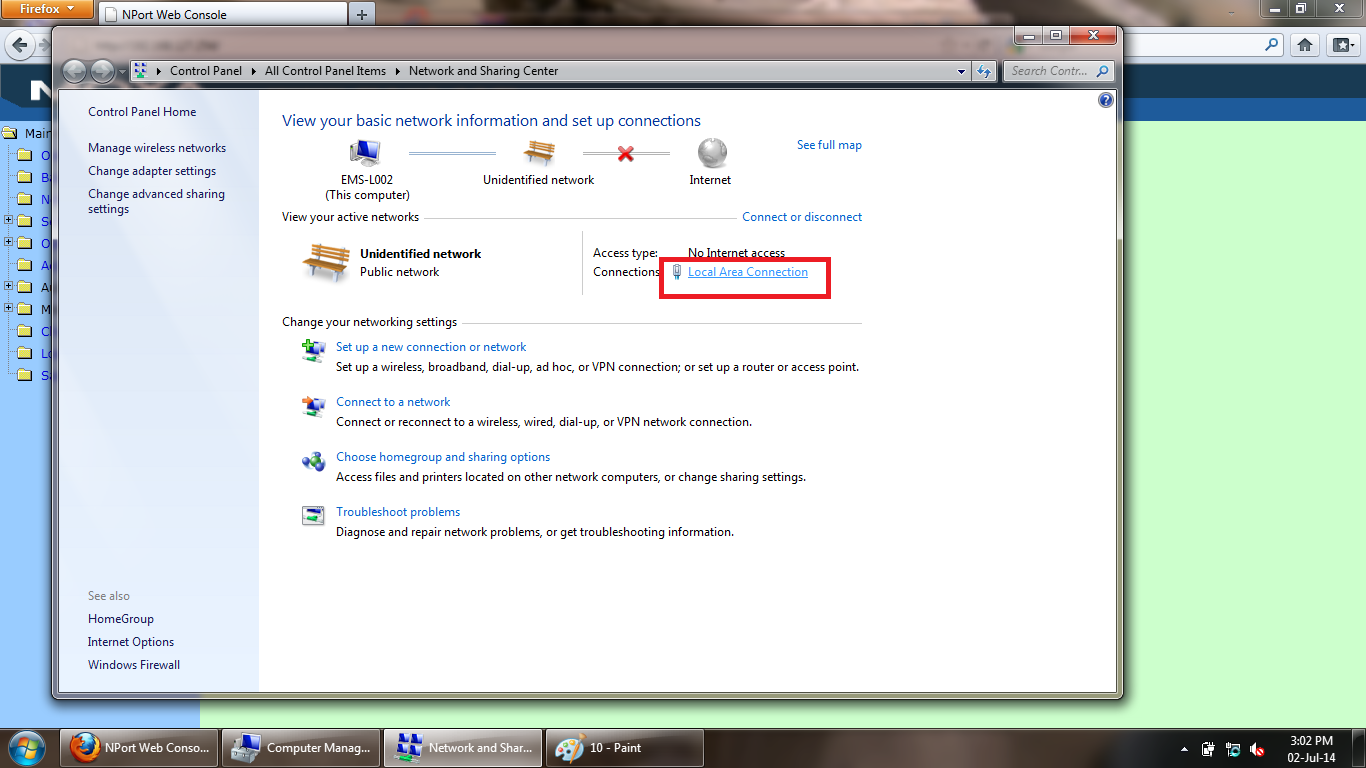 Firefox
NPort Web Console
Control Panel
All Control Panel Items
Network and Sharing Center
Search Contr...
Control Panel Home
Manage wireless networks
Change adapter settings
Change advanced sharing
settings
See also
HomeGroup
Internet Options
Windows Firewall
View your basic network information and set up connections
See full map
EMS-L002
(This computer)
Unidentified network
Internet
View your active networks
Connect or disconnect
Unidentified network
Public network
Access type:
No Internet access
Connections
Local Area Connection
Change your networking settings
Set up a new connection or network
Set up a wireless, broadband, dial-up, ad hoc, or VPN connection; or set up a router or access point.
Connect to a network
Connect or reconnect to a wireless, wired, dial-up, or VPN network connection.
Choose homegroup and sharing options
Access files and printers located on other network computers, or change sharing settings.
Troubleshoot problems
Diagnose and repair network problems, or get troubleshooting information.
Main
NPort Web Conso...
Computer Manag...
Network and Shar...
10 - Paint
3:02 PM
02-Jul-14